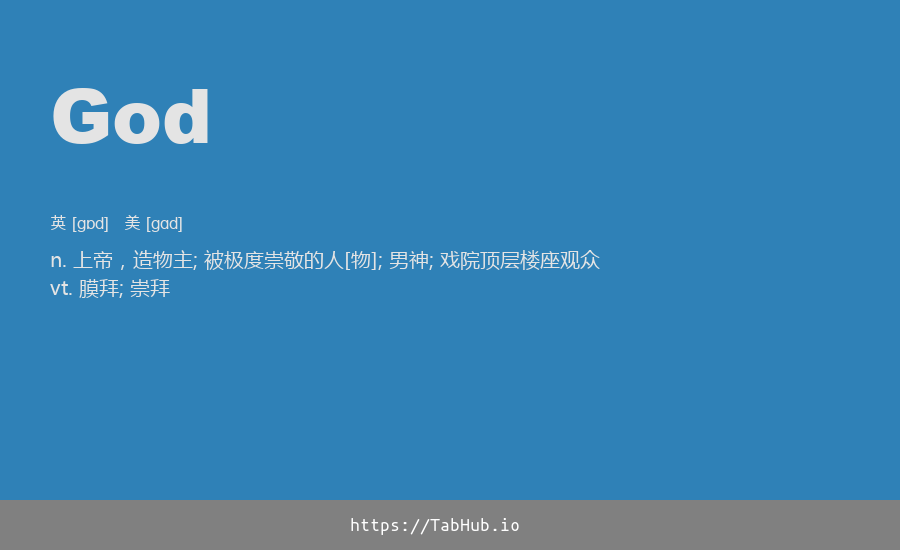 God
英 [gɒd]   美 [gɑd]
n. 上帝，造物主; 被极度崇敬的人[物]; 男神; 戏院顶层楼座观众
vt. 膜拜; 崇拜
https://TabHub.io